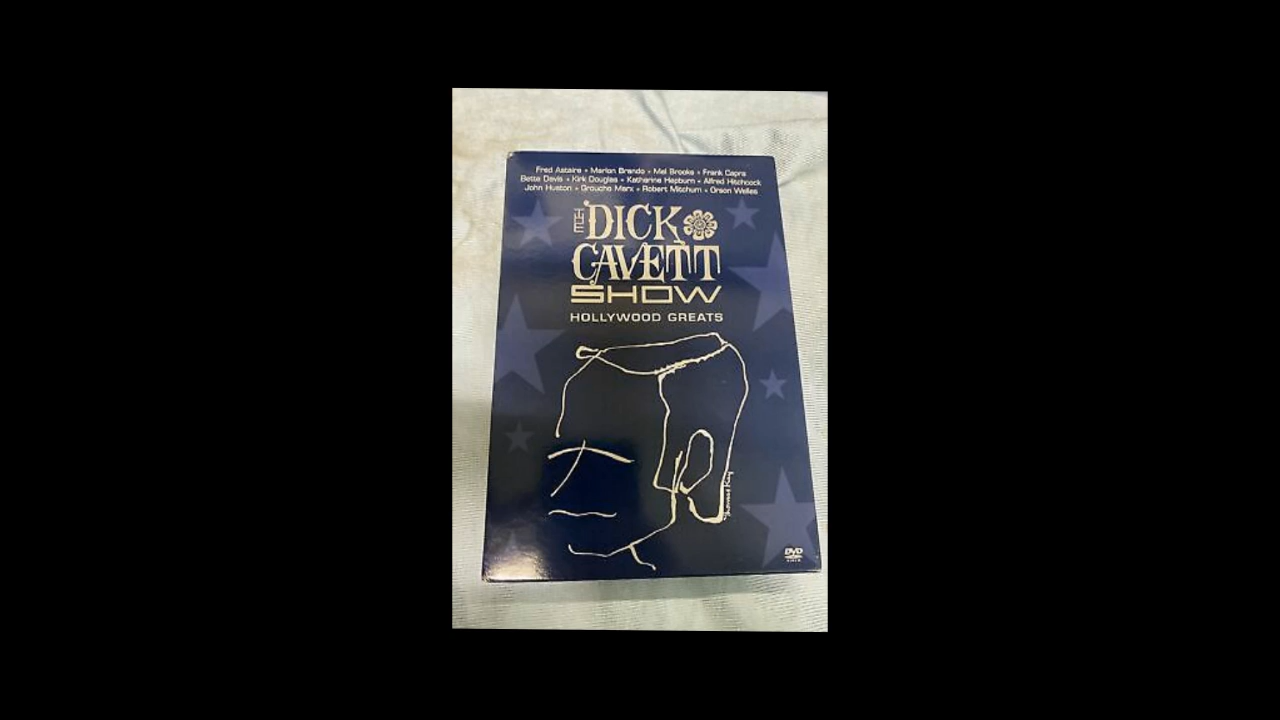 Fred Astaire • Marlon Brando • Mel Brooks • Frank Capra
Bette Davis • Kirk Douglas • Katharine Hepburn • Alfred Hitchcock
John Huston • Groucho Marx • Robert Mitchum • Orson Welles
THE DICK
CAVETT
SHOW
HOLLYWOOD GREATS
DVD